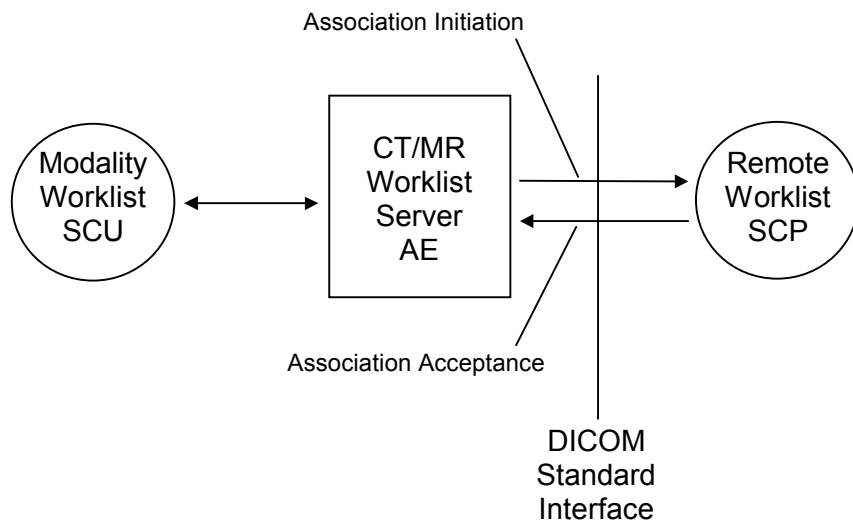 Association Initiation
Modality
Worklist
SCU
CT/MR
Worklist
Server
AE
Remote
Worklist
SCP
Association Acceptance
DICOM
Standard
Interface